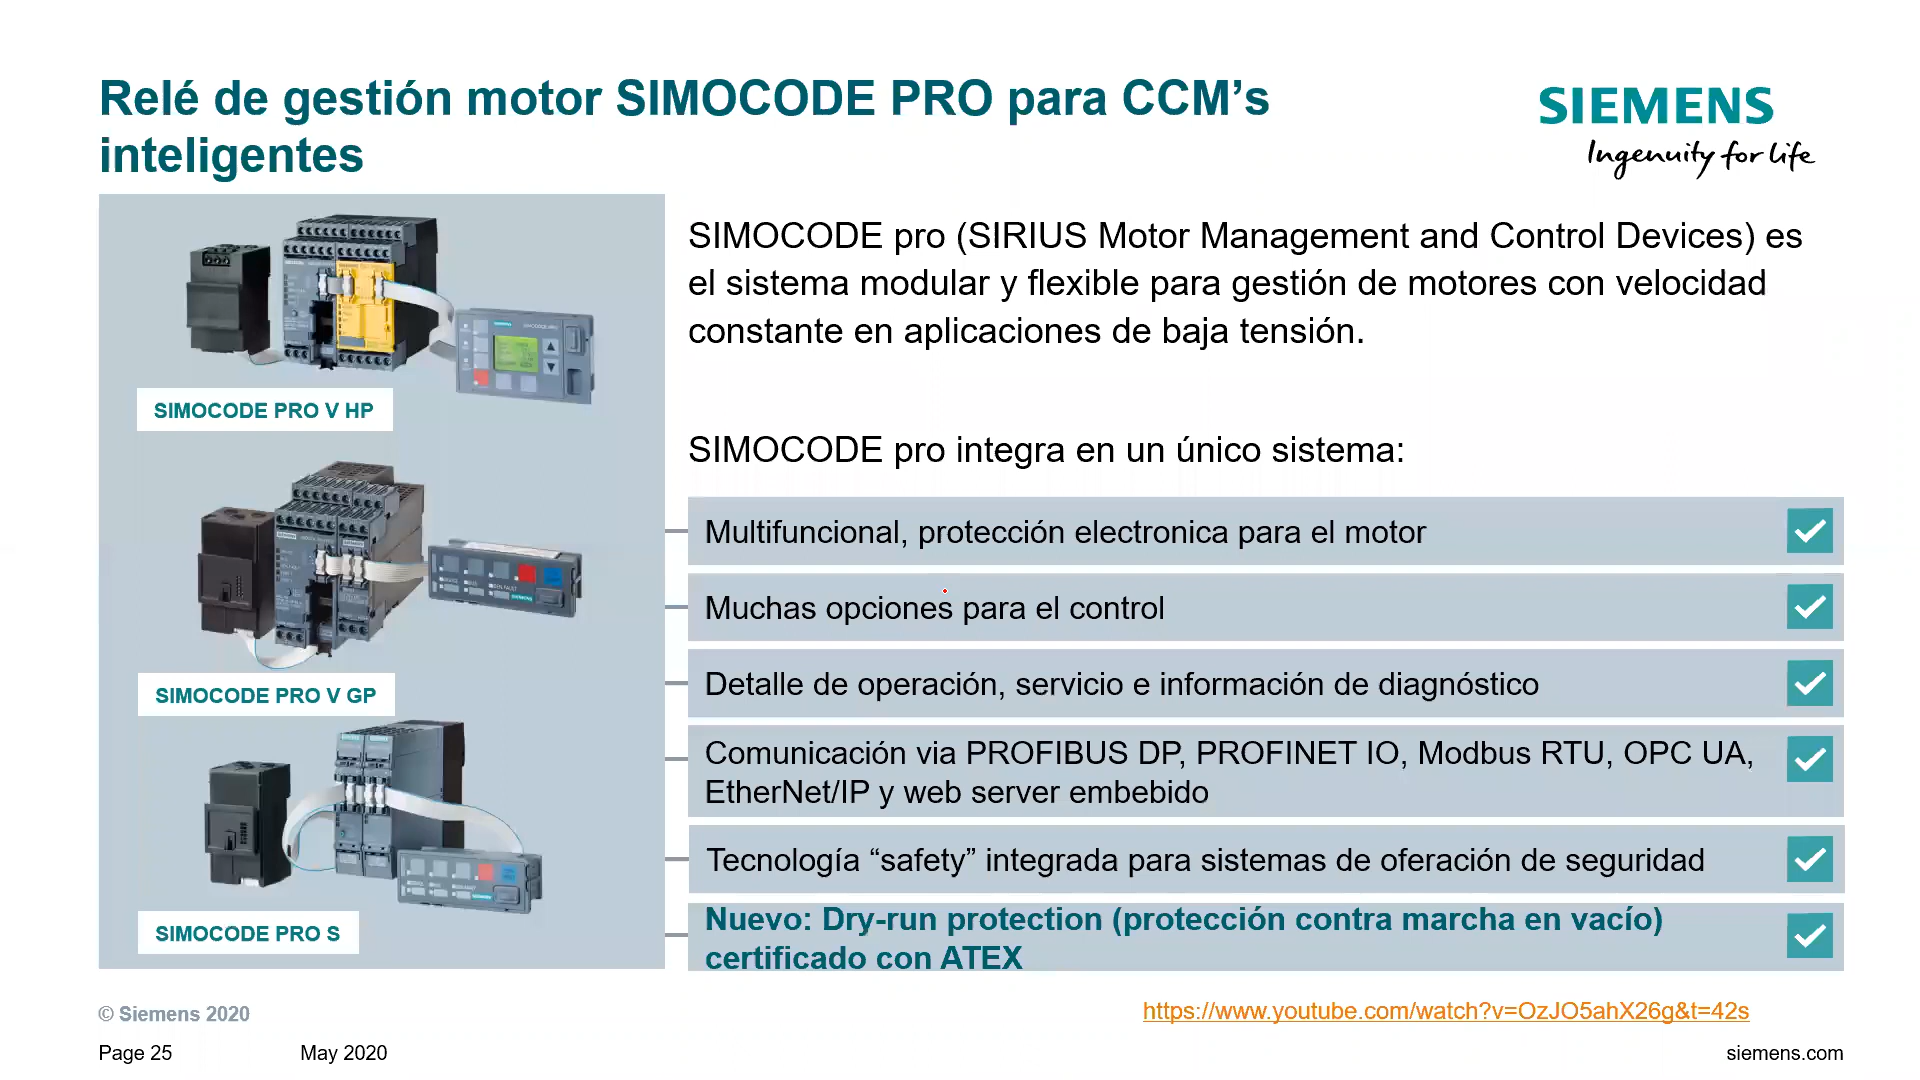 Relé de gestión motor SIMOCODE PRO para CCM’s
inteligentes
SIEMENS
Ingenuity for life
SIMOCODE PRO V HP
SIMOCODE PRO V GP
SIMOCODE PRO S
SIMOCODE pro (SIRIUS Motor Management and Control Devices) es
el sistema modular y flexible para gestión de motores con velocidad
constante en aplicaciones de baja tensión.
SIMOCODE pro integra en un único sistema:
Multifuncional, protección electronica para el motor
Muchas opciones para el control
Detalle de operación, servicio e información de diagnóstico
Comunicación via PROFIBUS DP, PROFINET IO, Modbus RTU, OPC UA,
EtherNet/IP y web server embebido
Tecnología “safety” integrada para sistemas de oferación de seguridad
Nuevo: Dry-run protection (protección contra marcha en vacío)
certificado con ATEX
© Siemens 2020
https://www.youtube.com/watch?v=OzJO5ahX26g&t=42s
Page 25
May 2020
siemens.com